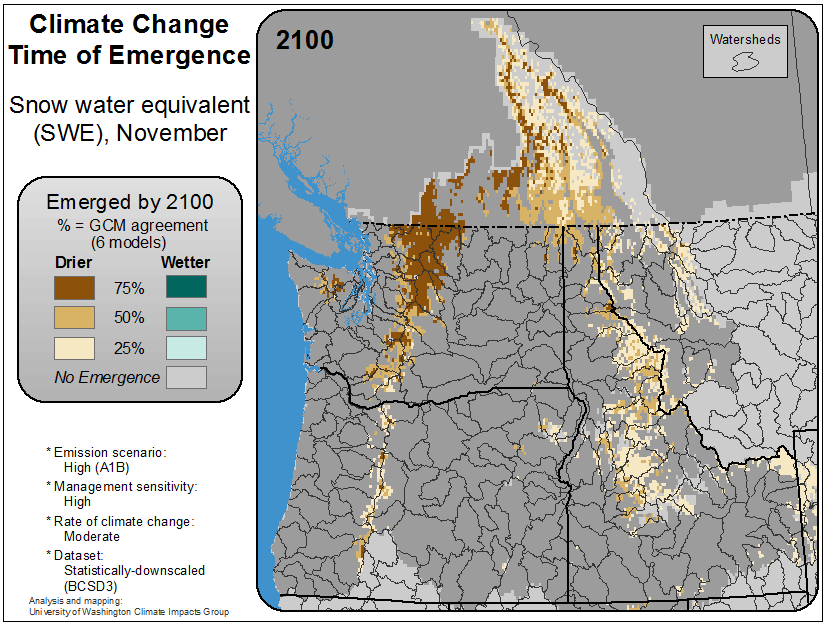 Climate Change
Time of Emergence
Snow water equivalent
(SWE), November
Emerged by 2100
% = GCM agreement
(6 models)
Drier Wetter
75%
50%
25%
No Emergence
* Emission scenario:
High (A1B)
* Management sensitivity:
High
* Rate of climate change:
Moderate
* Dataset:
Statistically-downscaled
(BCSD3)
Analysis and mapping:
University of Washington Climate Impacts Group
2100
Watersheds